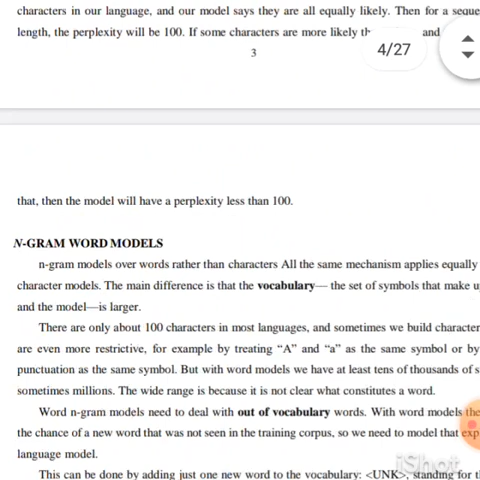 characters in our language, and our model says they are all equally likely. Then for a
length, the perplexity will be 100. If some characters are more likely and
3
4/27
that, then the model will have a perplexity less than 100.
N-GRAM WORD MODELS
n-gram models over words rather than characters All the same mechanism applies equally
character models. The main difference is that the vocabulary— the set of symbols that make
and the model—is larger.
There are only about 100 characters in most languages, and sometimes we build character
are even more restrictive, for example by treating “A” and “a” as the same symbol or by
punctuation as the same symbol. But with word models we have at least tens of thousands of
sometimes millions. The wide range is because it is not clear what constitutes a word.
Word n-gram models need to deal with out of vocabulary words. With word models
the chance of a new word that was not seen in the training corpus, so we need to model that
language model.
This can be done by adding just one new word to the vocabulary: <UNK>, standing for
iShot